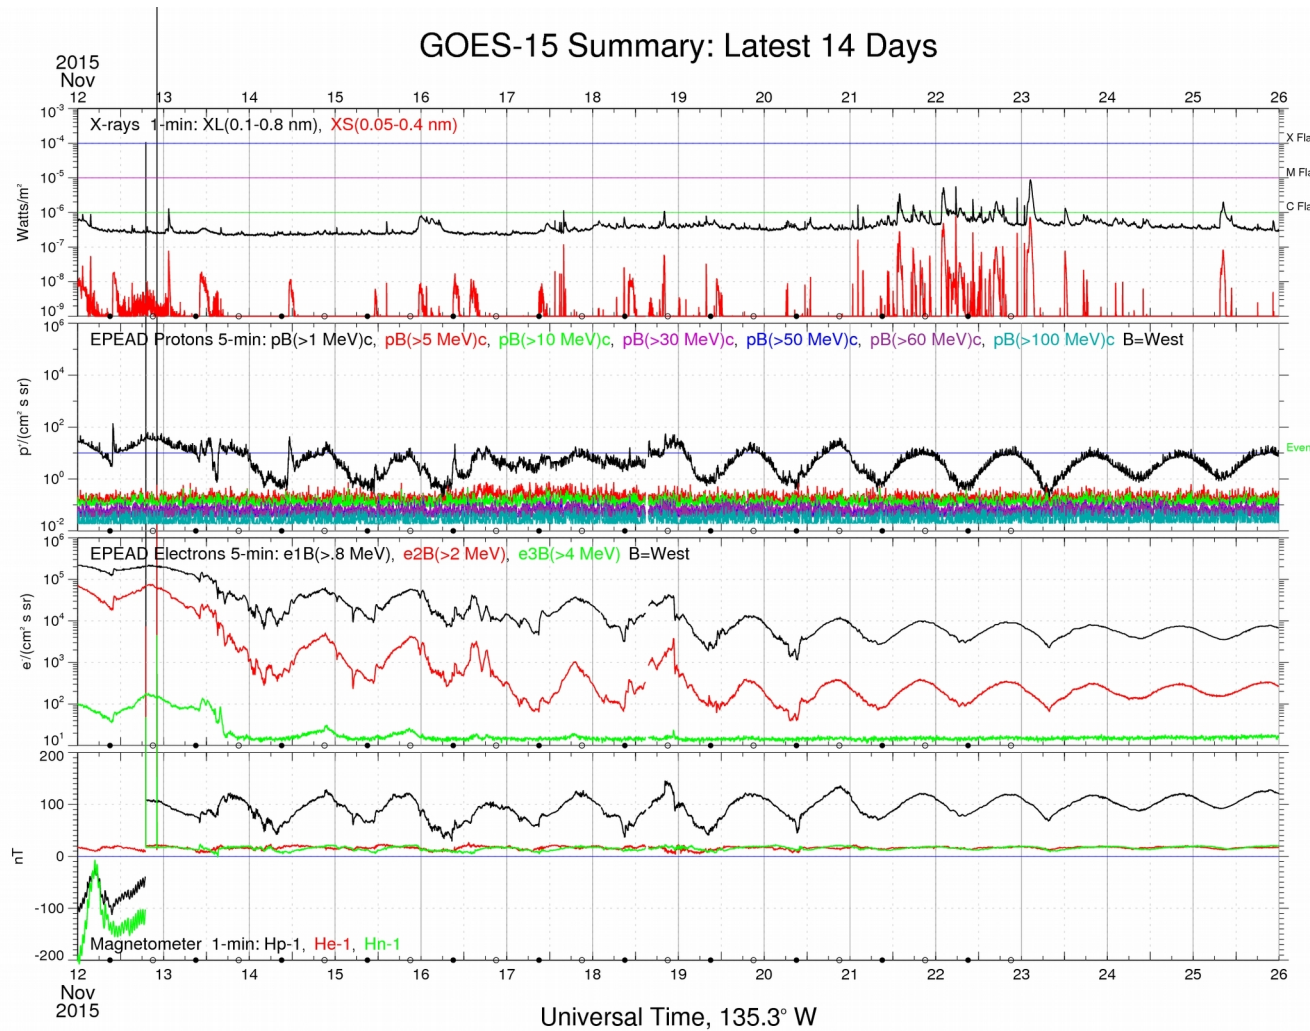 GOES-15 Summary: Latest 14 Days
2015
Nov
12 13 14 15 16 17 18 19 20 21 22 23 24 25 26
X-rays 1-min: XL(0.1-0.8 nm), XS(0.05-0.4 nm)
10⁻³
10⁻⁴
10⁻⁵
10⁻⁶
10⁻⁷
10⁻⁸
10⁻⁹
Watts/m²
X Fla
M Fla
C Fla
EPEAD Protons 5-min: pB(>1 MeV)c, pB(>5 MeV)c, pB(>10 MeV)c, pB(>30 MeV)c, pB(>50 MeV)c, pB(>60 MeV)c, pB(>100 MeV)c B=West
10⁶
10⁴
10²
10⁰
10⁻²
p⁺/(cm² s sr)
Even
EPEAD Electrons 5-min: e1B(>.8 MeV), e2B(>2 MeV), e3B(>4 MeV) B=West
10⁶
10⁵
10⁴
10³
10²
10¹
e⁻/(cm² s sr)
200
100
0
-100
-200
nT
Magnetometer 1-min: Hp-1, He-1, Hn-1
12 13 14 15 16 17 18 19 20 21 22 23 24 25 26
Nov
2015
Universal Time, 135.3° W